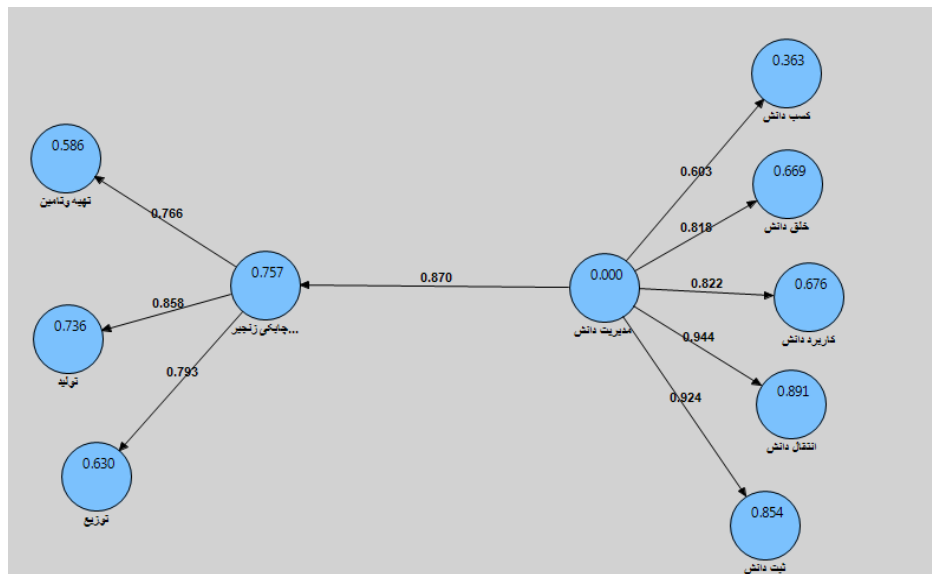 0.363
کسب دانش
0.586
تهیه وتامین
0.603
0.669
خلق دانش
0.766
0.818
0.757
چابکی زنجیر...
0.870
0.000
مدیریت دانش
0.822
0.676
کاربرد دانش
0.858
0.736
تولید
0.944
0.793
0.924
0.891
انتقال دانش
0.630
توزیع
0.854
ثبت دانش